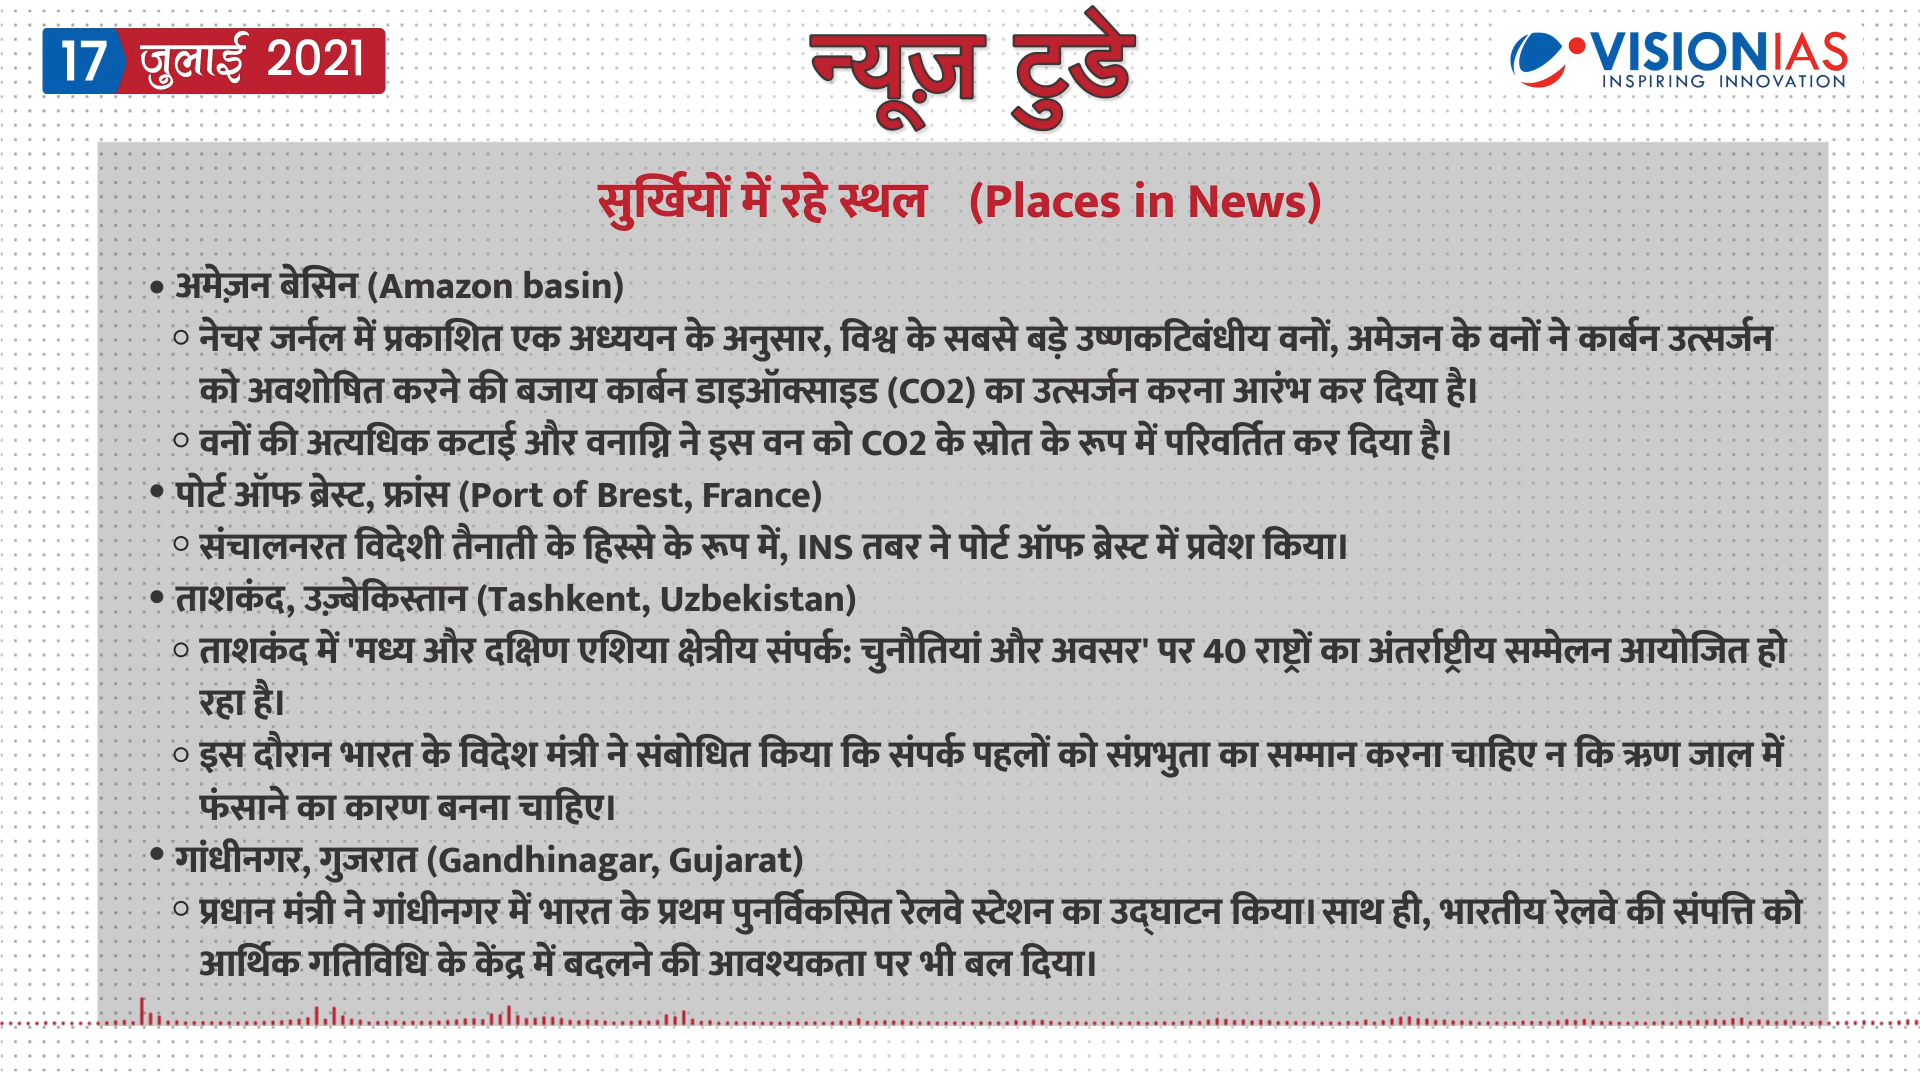 17 जुलाई 2021
न्यूज़ टुडे
VISIONIAS
INSPIRING INNOVATION
सुर्खियों में रहे स्थल (Places in News)
• अमेज़न बेसिन (Amazon basin)
○ नेचर जर्नल में प्रकाशित एक अध्ययन के अनुसार, विश्व के सबसे बड़े उष्णकटिबंधीय वनों, अमेजन के वनों ने कार्बन उत्सर्जन
को अवशोषित करने की बजाय कार्बन डाइऑक्साइड (CO2) का उत्सर्जन करना आरंभ कर दिया है।
○ वनों की अत्यधिक कटाई और वनाग्नि ने इस वन को CO2 के स्रोत के रूप में परिवर्तित कर दिया है।
• पोर्ट ऑफ ब्रेस्ट, फ्रांस (Port of Brest, France)
○ संचालनरत विदेशी तैनाती के हिस्से के रूप में, INS तबर ने पोर्ट ऑफ ब्रेस्ट में प्रवेश किया।
• ताशकंद, उज़्बेकिस्तान (Tashkent, Uzbekistan)
○ ताशकंद में 'मध्य और दक्षिण एशिया क्षेत्रीय संपर्क: चुनौतियां और अवसर' पर 40 राष्ट्रों का अंतर्राष्ट्रीय सम्मेलन आयोजित हो
रहा है।
○ इस दौरान भारत के विदेश मंत्री ने संबोधित किया कि संपर्क पहलों को संप्रभुता का सम्मान करना चाहिए न कि ऋण जाल में
फंसाने का कारण बनना चाहिए।
• गांधीनगर, गुजरात (Gandhinagar, Gujarat)
○ प्रधान मंत्री ने गांधीनगर में भारत के प्रथम पुनर्विकसित रेलवे स्टेशन का उद्घाटन किया। साथ ही, भारतीय रेलवे की संपत्ति को
आर्थिक गतिविधि के केंद्र में बदलने की आवश्यकता पर भी बल दिया।